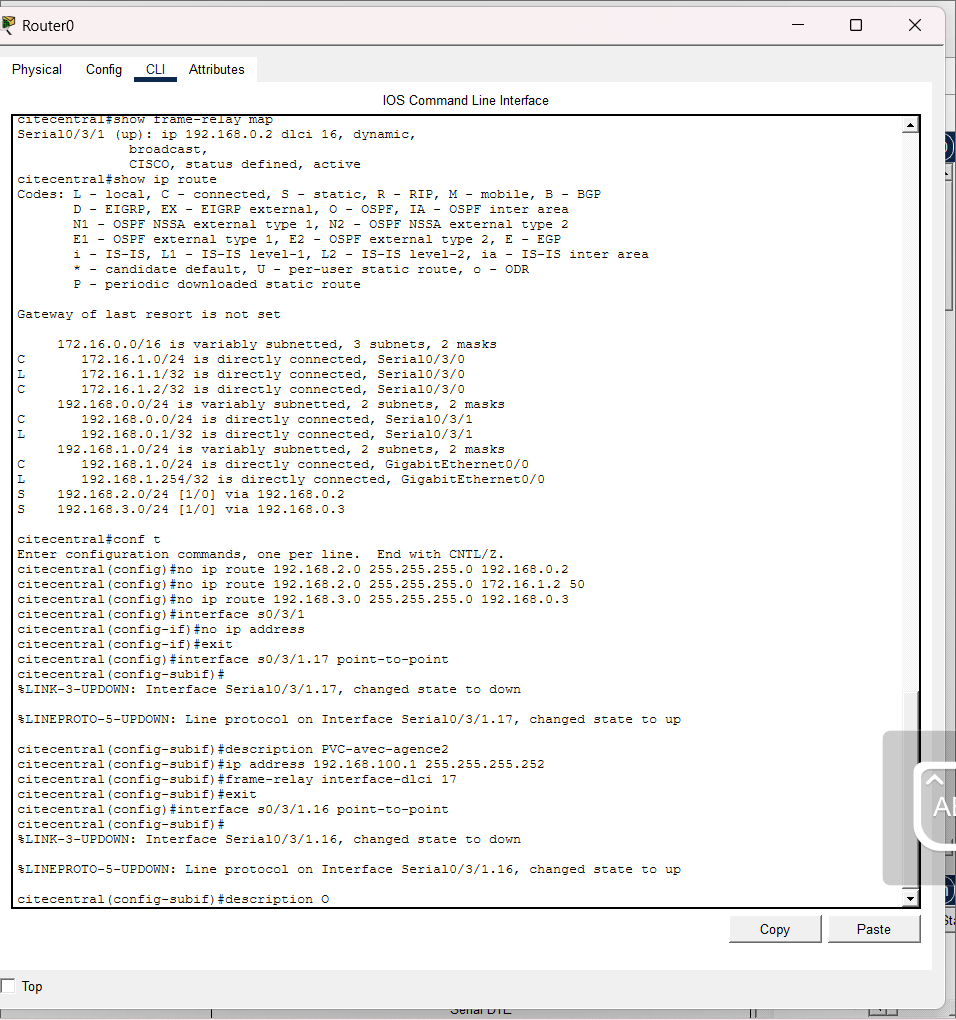 Router0
Physical Config CLI Attributes
IOS Command Line Interface
citecentral#show frame-relay map
Serial0/3/1 (up): ip 192.168.0.2 dlci 16, dynamic,
broadcast,
CISCO, status defined, active
citecentral#show ip route
Codes: L - local, C - connected, S - static, R - RIP, M - mobile, B - BGP
D - EIGRP, EX - EIGRP external, O - OSPF, IA - OSPF inter area
N1 - OSPF NSSA external type 1, N2 - OSPF NSSA external type 2
E1 - OSPF external type 1, E2 - OSPF external type 2, E - EGP
i - IS-IS, L1 - IS-IS level-1, L2 - IS-IS level-2, ia - IS-IS inter area
* - candidate default, U - per-user static route, o - ODR
P - periodic downloaded static route
Gateway of last resort is not set
172.16.0.0/16 is variably subnetted, 3 subnets, 2 masks
C 172.16.1.0/24 is directly connected, Serial0/3/0
L 172.16.1.1/32 is directly connected, Serial0/3/0
C 172.16.1.2/32 is directly connected, Serial0/3/0
192.168.0.0/24 is variably subnetted, 2 subnets, 2 masks
C 192.168.0.0/24 is directly connected, Serial0/3/1
L 192.168.0.1/32 is directly connected, Serial0/3/1
192.168.1.0/24 is variably subnetted, 2 subnets, 2 masks
C 192.168.1.0/24 is directly connected, GigabitEthernet0/0
L 192.168.1.254/32 is directly connected, GigabitEthernet0/0
S 192.168.2.0/24 [1/0] via 192.168.0.2
S 192.168.3.0/24 [1/0] via 192.168.0.3
citecentral#conf t
Enter configuration commands, one per line. End with CNTL/Z.
citecentral(config)#no ip route 192.168.2.0 255.255.255.0 192.168.0.2
citecentral(config)#no ip route 192.168.2.0 255.255.255.0 172.16.1.2 50
citecentral(config)#no ip route 192.168.3.0 255.255.255.0 192.168.0.3
citecentral(config)#interface s0/3/1
citecentral(config-if)#no ip address
citecentral(config-if)#exit
citecentral(config)#interface s0/3/1.17 point-to-point
citecentral(config-subif)#
%LINK-3-UPDOWN: Interface Serial0/3/1.17, changed state to down
%LINEPROTO-5-UPDOWN: Line protocol on Interface Serial0/3/1.17, changed state to up
citecentral(config-subif)#description PVC-avec-agence2
citecentral(config-subif)#ip address 192.168.100.1 255.255.255.252
citecentral(config-subif)#frame-relay interface-dlci 17
citecentral(config-subif)#exit
citecentral(config)#interface s0/3/1.16 point-to-point
citecentral(config-subif)#
%LINK-3-UPDOWN: Interface Serial0/3/1.16, changed state to down
%LINEPROTO-5-UPDOWN: Line protocol on Interface Serial0/3/1.16, changed state to up
citecentral(config-subif)#description O
Copy Paste
Top
Serial DTE